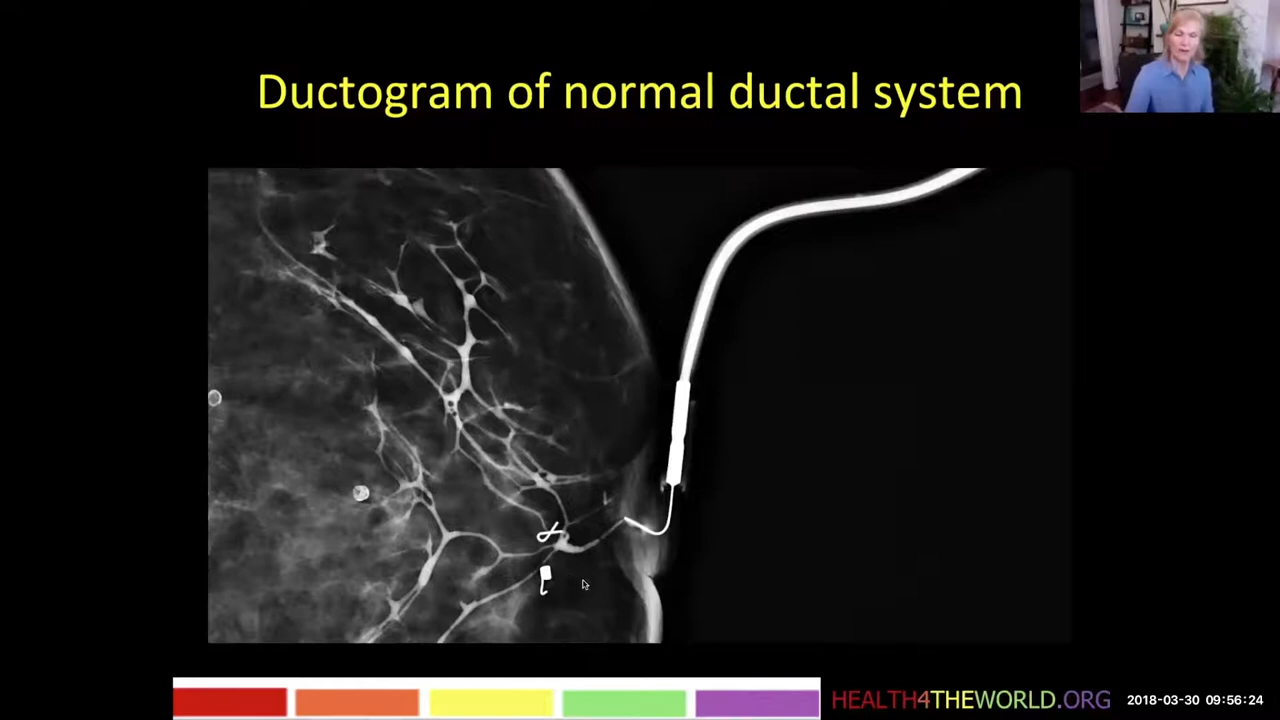 Ductogram of normal ductal system
HEALTH4THEWORLD.ORG
2018-03-30 09:56:24